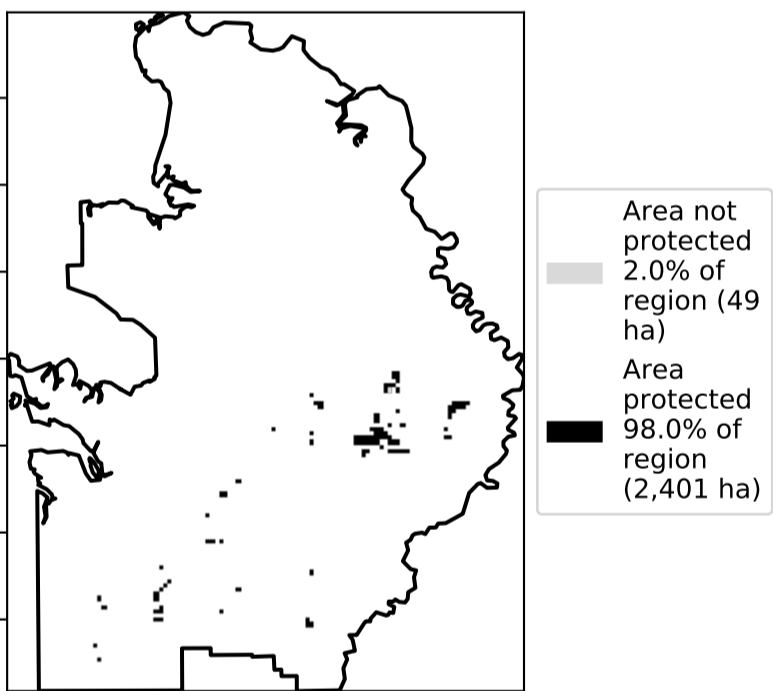 Area not
protected
2.0% of
region (49
ha)
Area
protected
98.0% of
region
(2,401 ha)